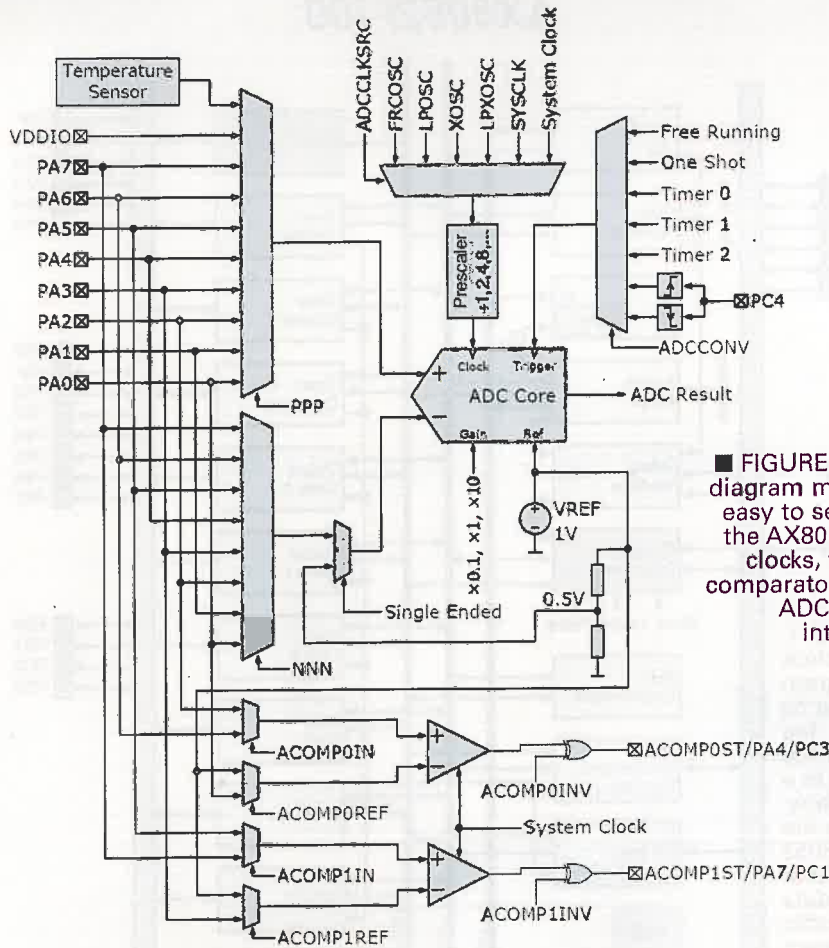 Temperature
Sensor
VDDIO
PA7
PA6
PA5
PA4
PA3
PA2
PA1
PA0
PPP
NNN
ADCCLKSRC
FRCOSC
LPOSC
XOSC
LPXOSC
SYSCLK
System Clock
Prescaler
÷1,2,4,8,...
Free Running
One Shot
Timer 0
Timer 1
Timer 2
PC4
ADCCONV
Clock
Trigger
+
ADC Core
−
Gain
Ref
ADC Result
×0.1, ×1, ×10
VREF
1V
0.5V
Single Ended
ACOMP0IN
ACOMP0REF
ACOMP0INV
ACOMP0ST/PA4/PC3
System Clock
ACOMP1IN
ACOMP1REF
ACOMP1INV
ACOMP1ST/PA7/PC1
■ FIGURE
diagram m
easy to se
the AX80
clocks,
comparato
ADC
int